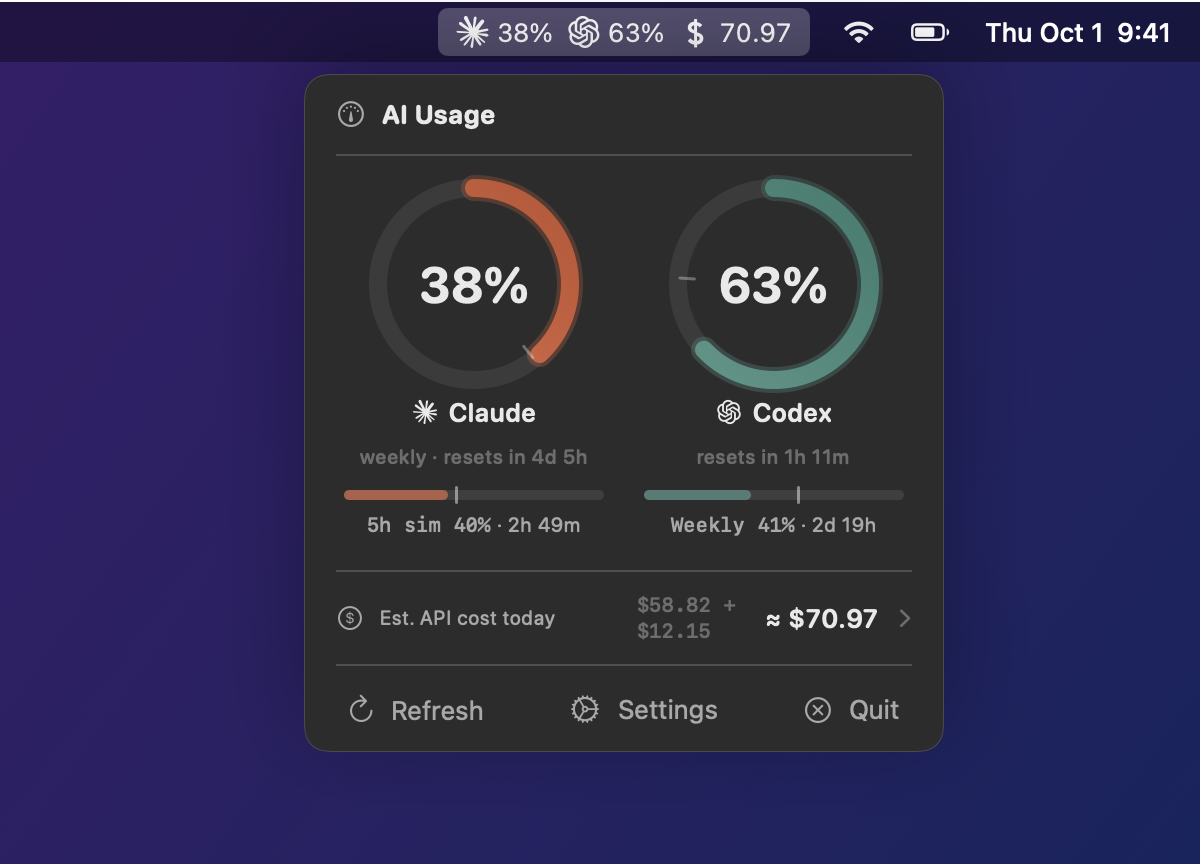 38% 63% $ 70.97 Thu Oct 1 9:41
AI Usage
38%
63%
Claude
Codex
weekly · resets in 4d 5h
resets in 1h 11m
5h sim 40% · 2h 49m
Weekly 41% · 2d 19h
Est. API cost today
$58.82 +
$12.15
≈ $70.97
Refresh
Settings
Quit